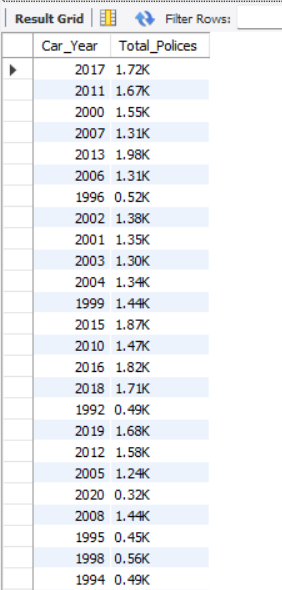 Result Grid Filter Rows:
Car_Year Total_Polices
2017 1.72K
2011 1.67K
2000 1.55K
2007 1.31K
2013 1.98K
2006 1.31K
1996 0.52K
2002 1.38K
2001 1.35K
2003 1.30K
2004 1.34K
1999 1.44K
2015 1.87K
2010 1.47K
2016 1.82K
2018 1.71K
1992 0.49K
2019 1.68K
2012 1.58K
2005 1.24K
2020 0.32K
2008 1.44K
1995 0.45K
1998 0.56K
1994 0.49K